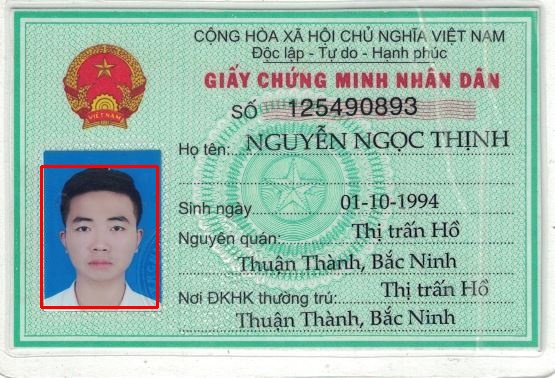 CỘNG HÒA XÃ HỘI CHỦ NGHĨA VIỆT NAM
Độc lập - Tự do - Hạnh phúc
GIẤY CHỨNG MINH NHÂN DÂN
SỐ 125490893
Họ tên: NGUYỄN NGỌC THỊNH
Sinh ngày 01-10-1994
Nguyên quán: Thị trấn Hồ
Thuận Thành, Bắc Ninh
Nơi ĐKHK thường trú: Thị trấn Hồ
Thuận Thành, Bắc Ninh
VIỆT NAM